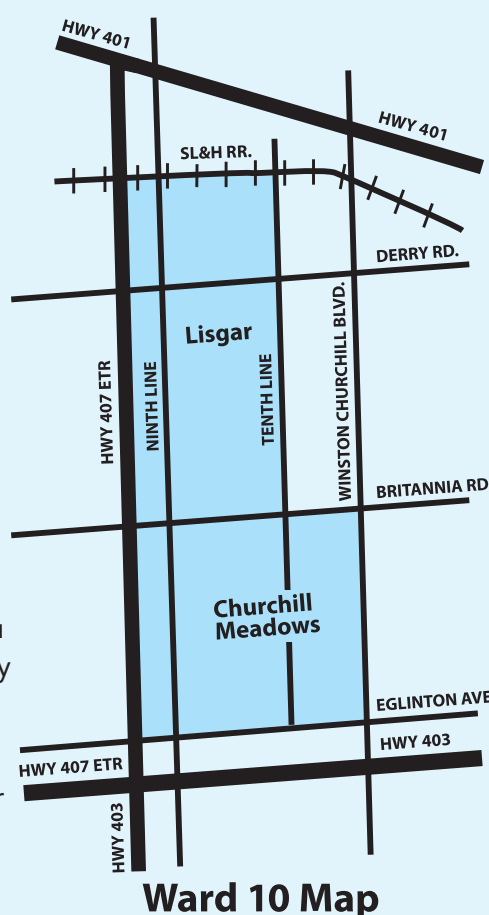 HWY 401
HWY 401
SL&H RR.
DERRY RD.
Lisgar
HWY 407 ETR
NINTH LINE
TENTH LINE
WINSTON CHURCHILL BLVD.
BRITANNIA RD
Churchill
Meadows
y
EGLINTON AVE
HWY 407 ETR
HWY 403
HWY 403
Ward 10 Map